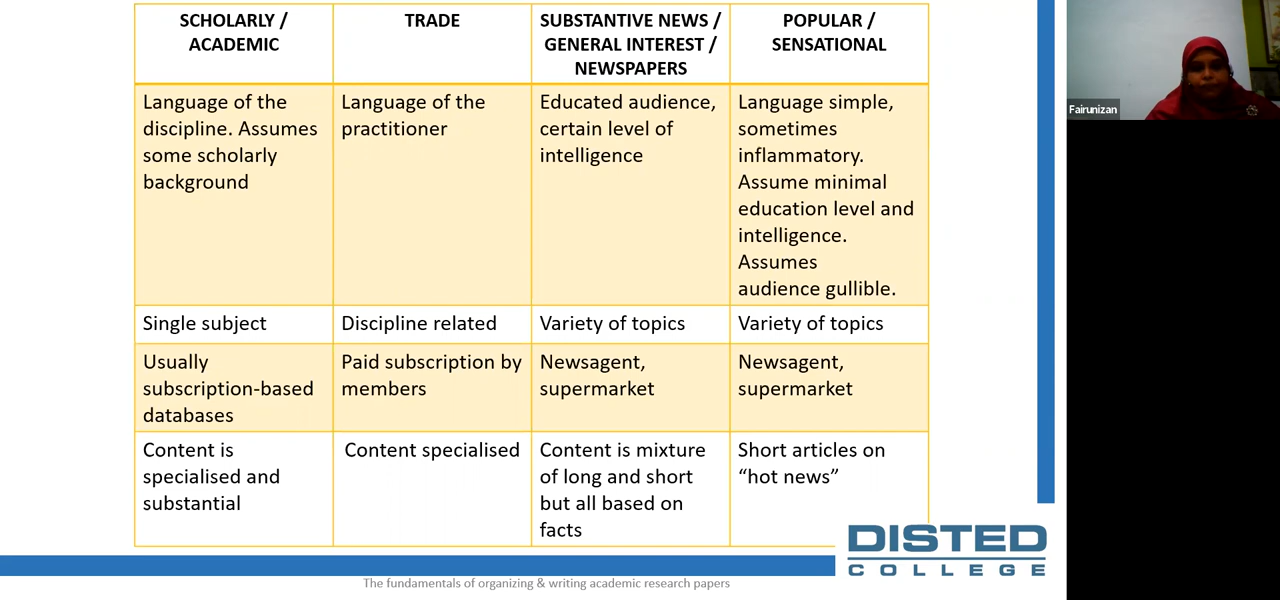 SCHOLARLY /
ACADEMIC
TRADE
SUBSTANTIVE NEWS /
GENERAL INTEREST /
NEWSPAPERS
POPULAR /
SENSATIONAL
Language of the
discipline. Assumes
some scholarly
background
Language of the
practitioner
Educated audience,
certain level of
intelligence
Language simple,
sometimes
inflammatory.
Assume minimal
education level and
intelligence.
Assumes
audience gullible.
Single subject
Discipline related
Variety of topics
Variety of topics
Usually
subscription-based
databases
Paid subscription by
members
Newsagent,
supermarket
Newsagent,
supermarket
Content is
specialised and
substantial
Content specialised
Content is mixture
of long and short
but all based on
facts
Short articles on
“hot news”
DISTED
COLLEGE
The fundamentals of organizing & writing academic research papers
Fairunizan